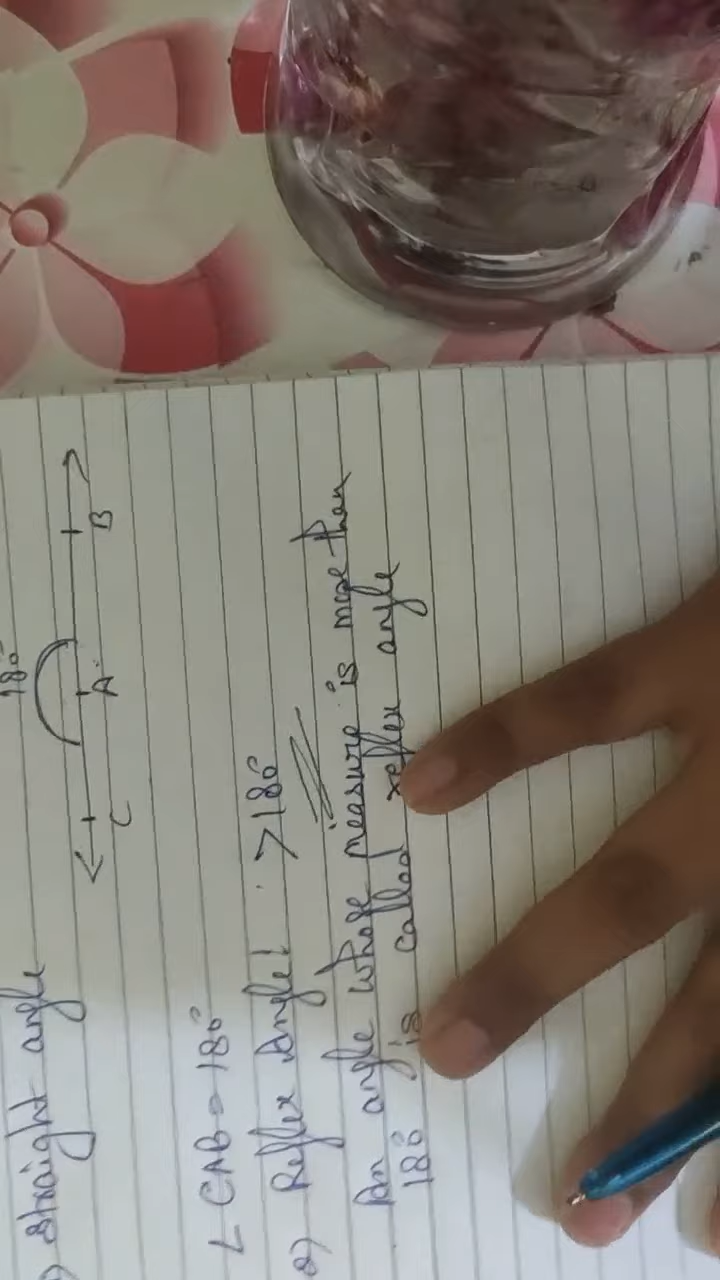 180
) Straight angle
C A B
∠ CAB = 180°
2) Reflex Angle! >180°
An angle whose measure is more than
180° is called reflex angle